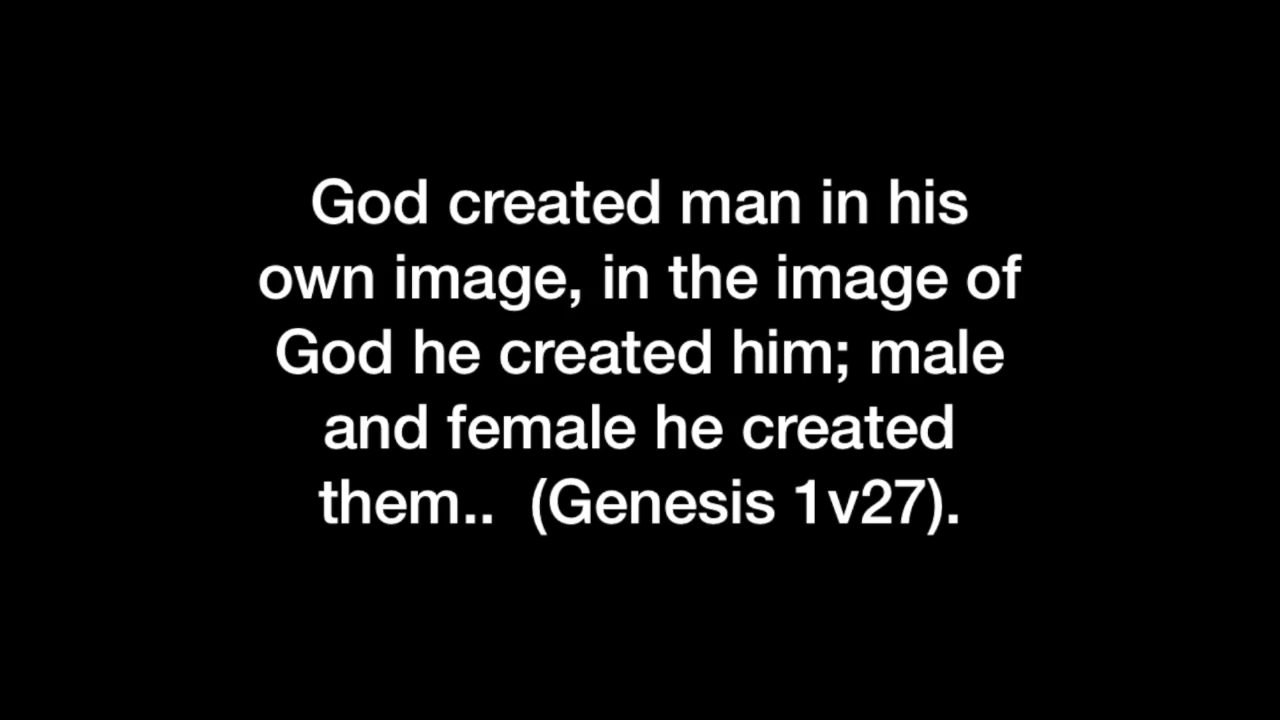 God created man in his
own image, in the image of
God he created him; male
and female he created
them..  (Genesis 1v27).